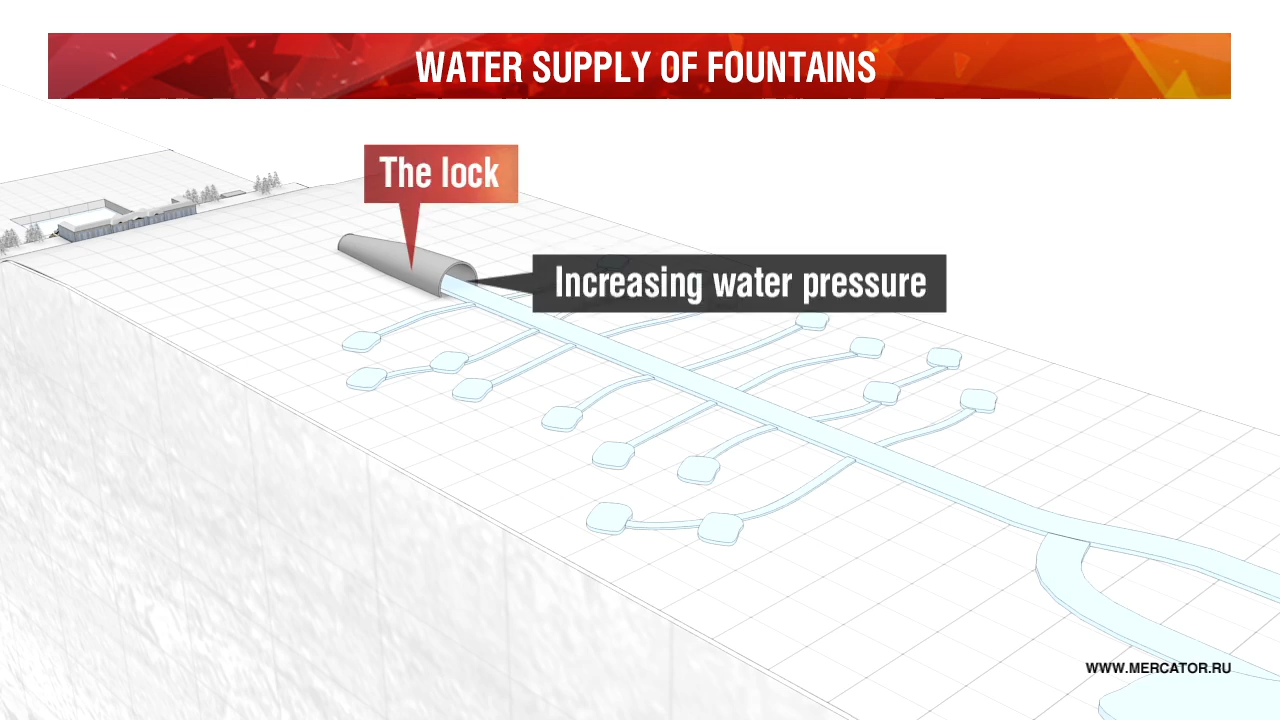 WATER SUPPLY OF FOUNTAINS
The lock
Increasing water pressure
WWW.MERCATOR.RU